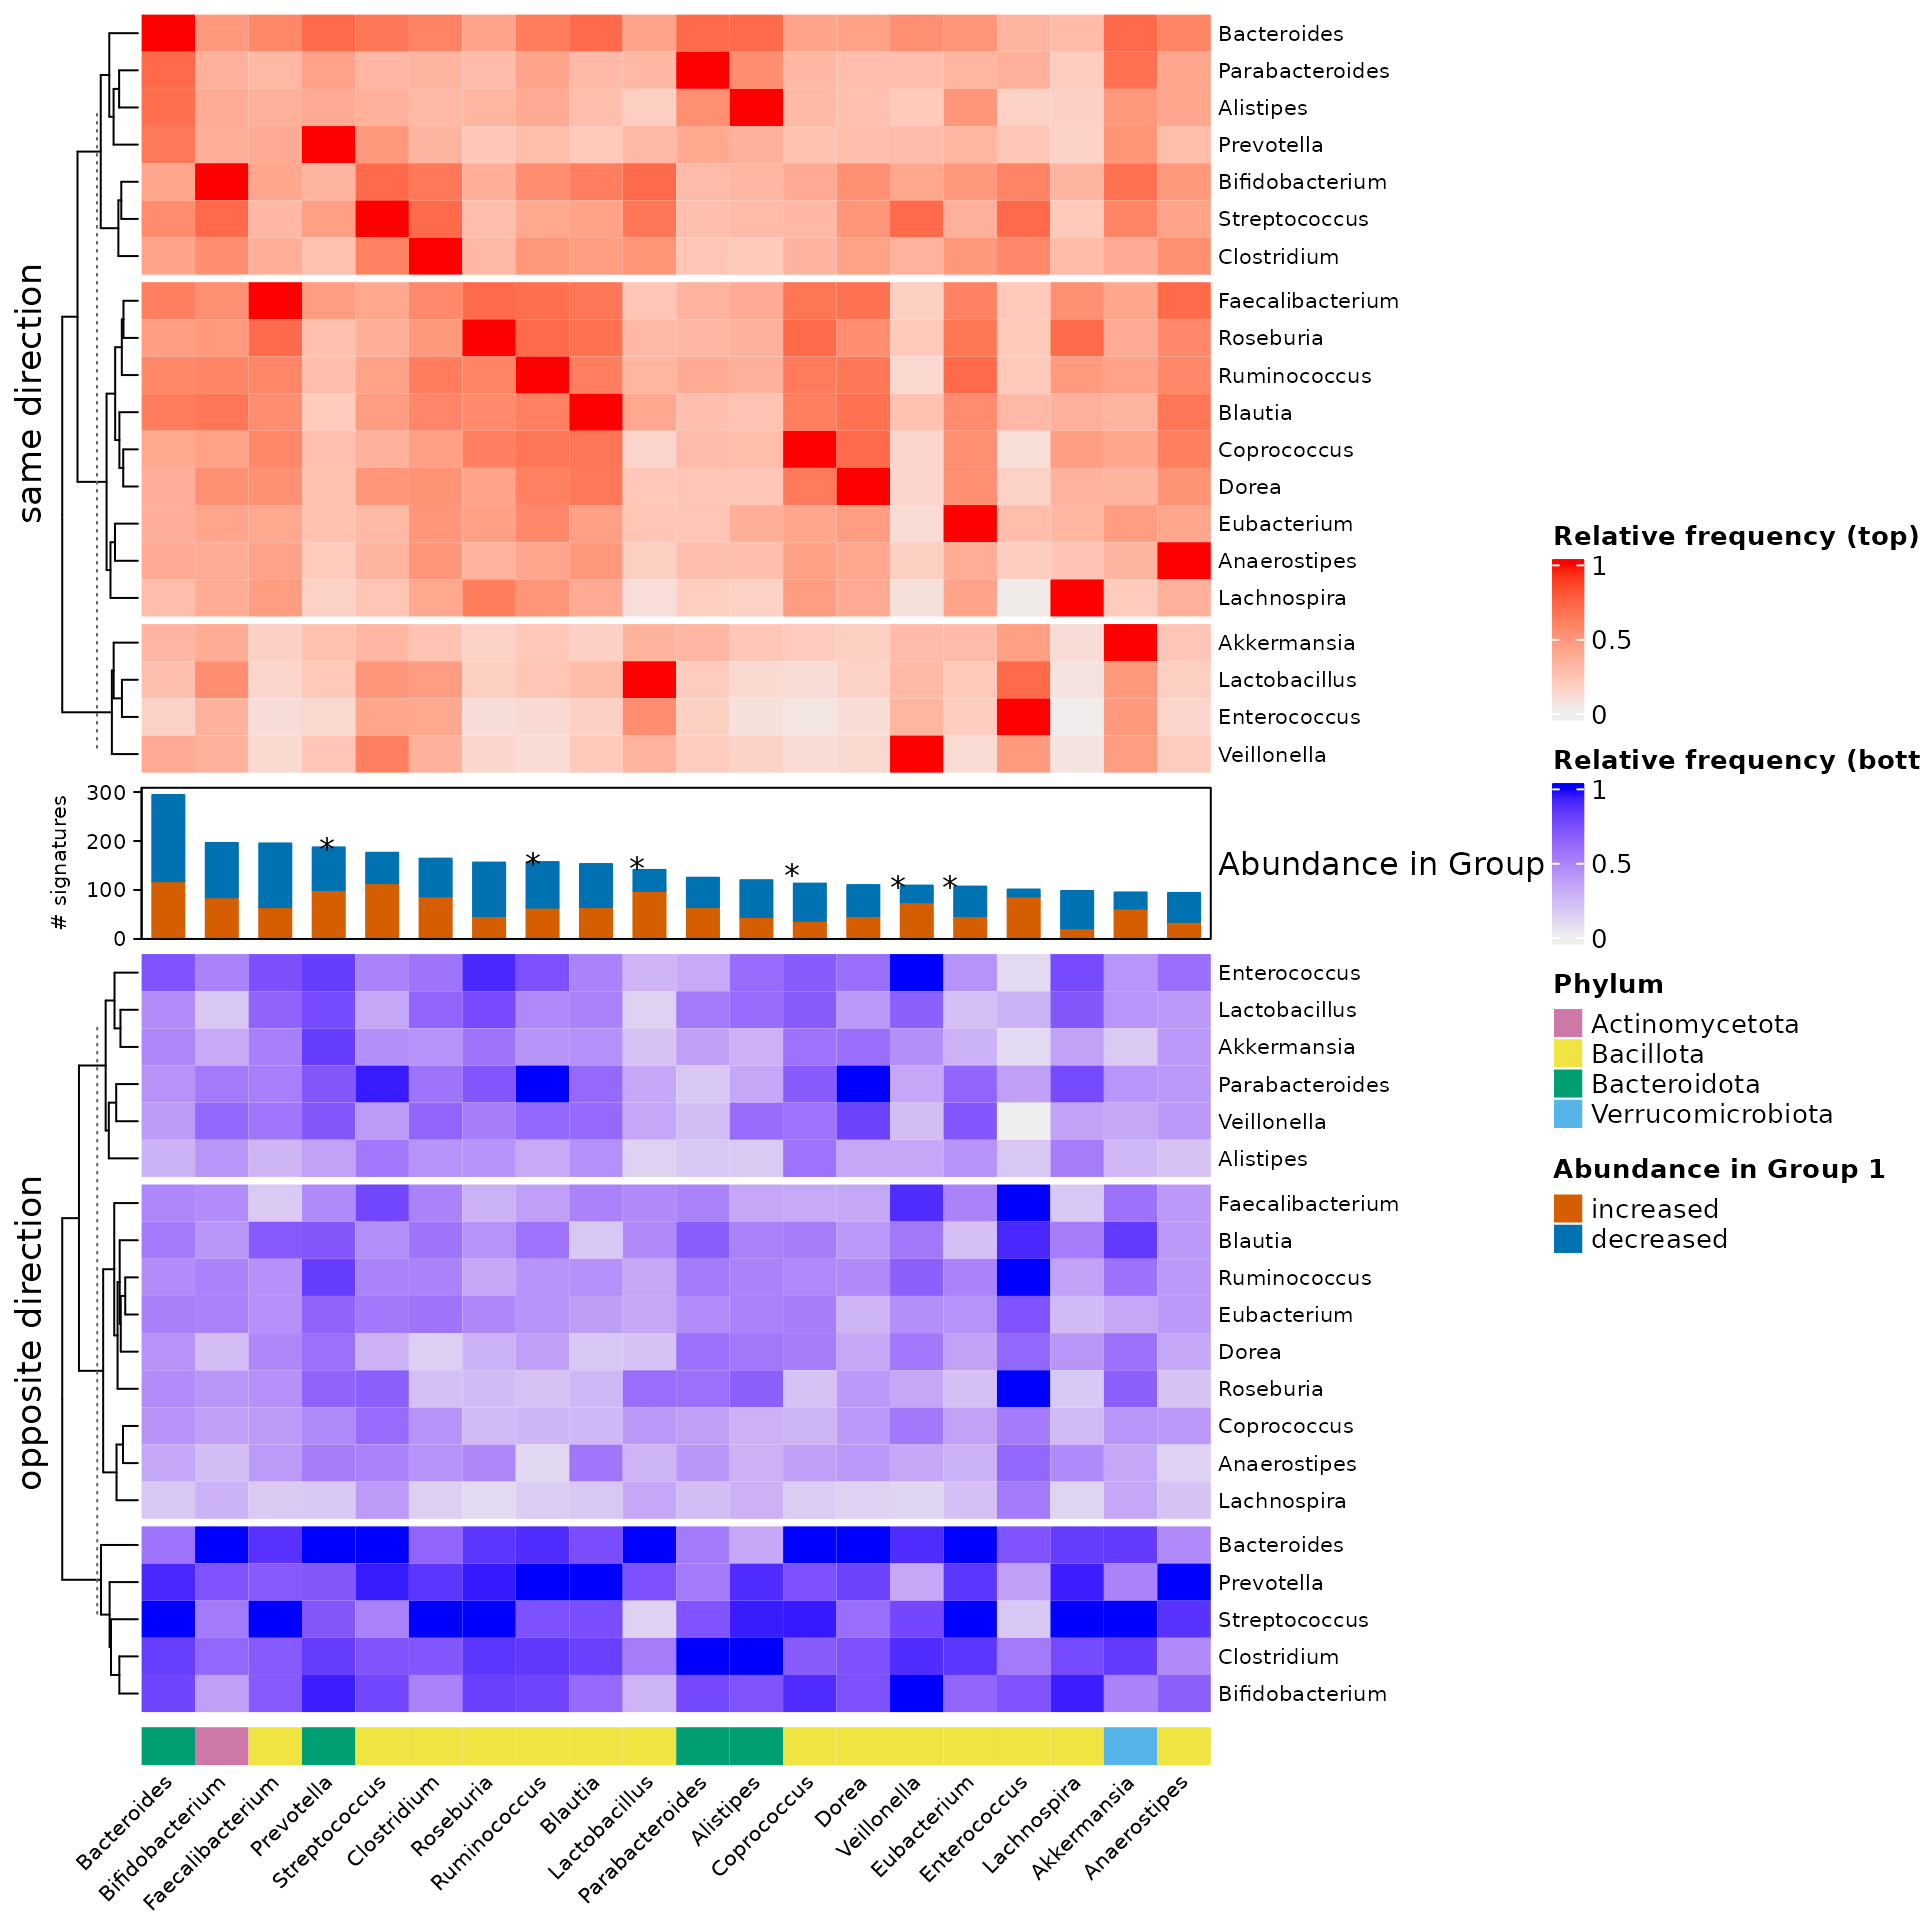 same direction
Bacteroides
Parabacteroides
Alistipes
Prevotella
Bifidobacterium
Streptococcus
Clostridium
Faecalibacterium
Roseburia
Ruminococcus
Blautia
Coprococcus
Dorea
Eubacterium
Anaerostipes
Lachnospira
Akkermansia
Lactobacillus
Enterococcus
Veillonella
# signatures
300
200
100
0
* * * * * *
Abundance in Group
opposite direction
Enterococcus
Lactobacillus
Akkermansia
Parabacteroides
Veillonella
Alistipes
Faecalibacterium
Blautia
Ruminococcus
Eubacterium
Dorea
Roseburia
Coprococcus
Anaerostipes
Lachnospira
Bacteroides
Prevotella
Streptococcus
Clostridium
Bifidobacterium
Bacteroides
Bifidobacterium
Faecalibacterium
Prevotella
Streptococcus
Clostridium
Roseburia
Ruminococcus
Blautia
Lactobacillus
Parabacteroides
Alistipes
Coprococcus
Dorea
Veillonella
Eubacterium
Enterococcus
Lachnospira
Akkermansia
Anaerostipes
Relative frequency (top)
1
0.5
0
Relative frequency (bott
1
0.5
0
Phylum
Actinomycetota
Bacillota
Bacteroidota
Verrucomicrobiota
Abundance in Group 1
increased
decreased